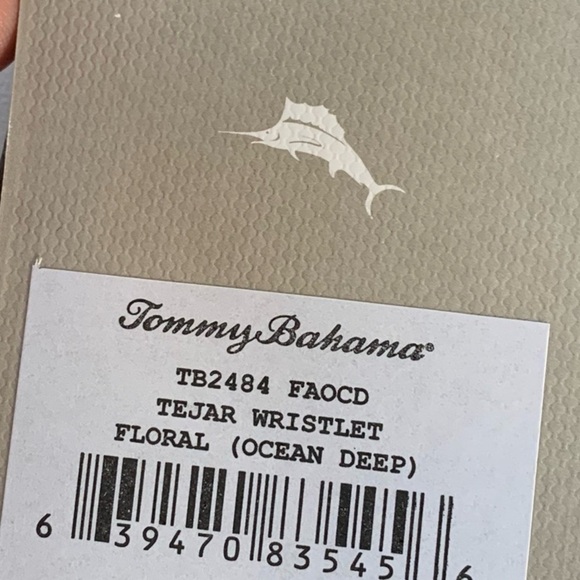 Tommy Bahama®
TB2484 FAOCD
TEJAR WRISTLET
FLORAL (OCEAN DEEP)
6 39470 83545 6